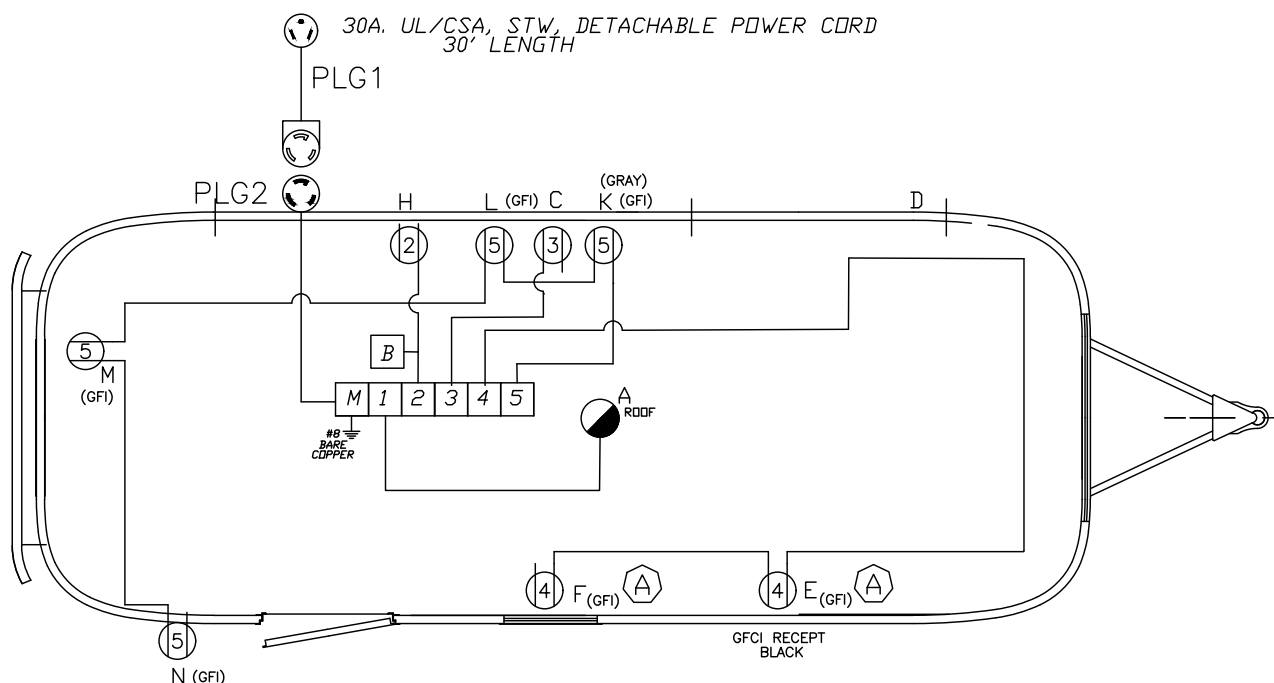 30A. UL/CSA, STW, DETACHABLE POWER CORD
30' LENGTH
PLG1
PLG2
H
L (GFI)
C
(GRAY)
K (GFI)
D
2
5
3
5
5
M
(GFI)
B
M 1 2 3 4 5
#8
BARE
COPPER
A
ROOF
4
F (GFI)
A
4
E (GFI)
A
GFCI RECEPT
BLACK
5
N (GFI)